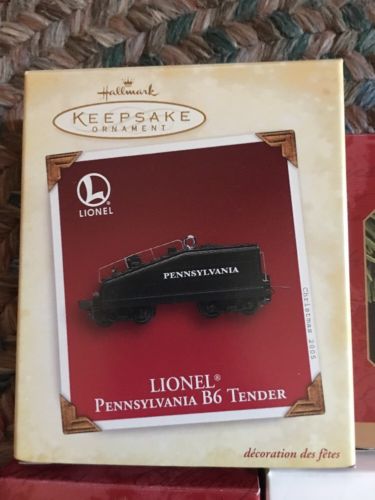 Hallmark
KEEPSAKE
ORNAMENT
L
LIONEL
PENNSYLVANIA
Christmas 2005
LIONEL®
PENNSYLVANIA B6 TENDER
décoration des fêtes